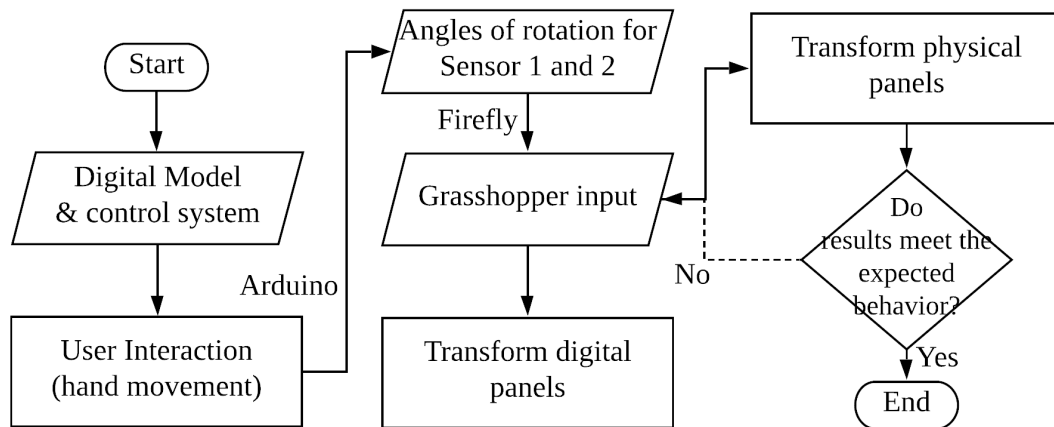 Start
Digital Model
& control system
User Interaction
(hand movement)
Arduino
Angles of rotation for
Sensor 1 and 2
Firefly
Grasshopper input
Transform digital
panels
Transform physical
panels
Do
results meet the
expected
behavior?
No
Yes
End